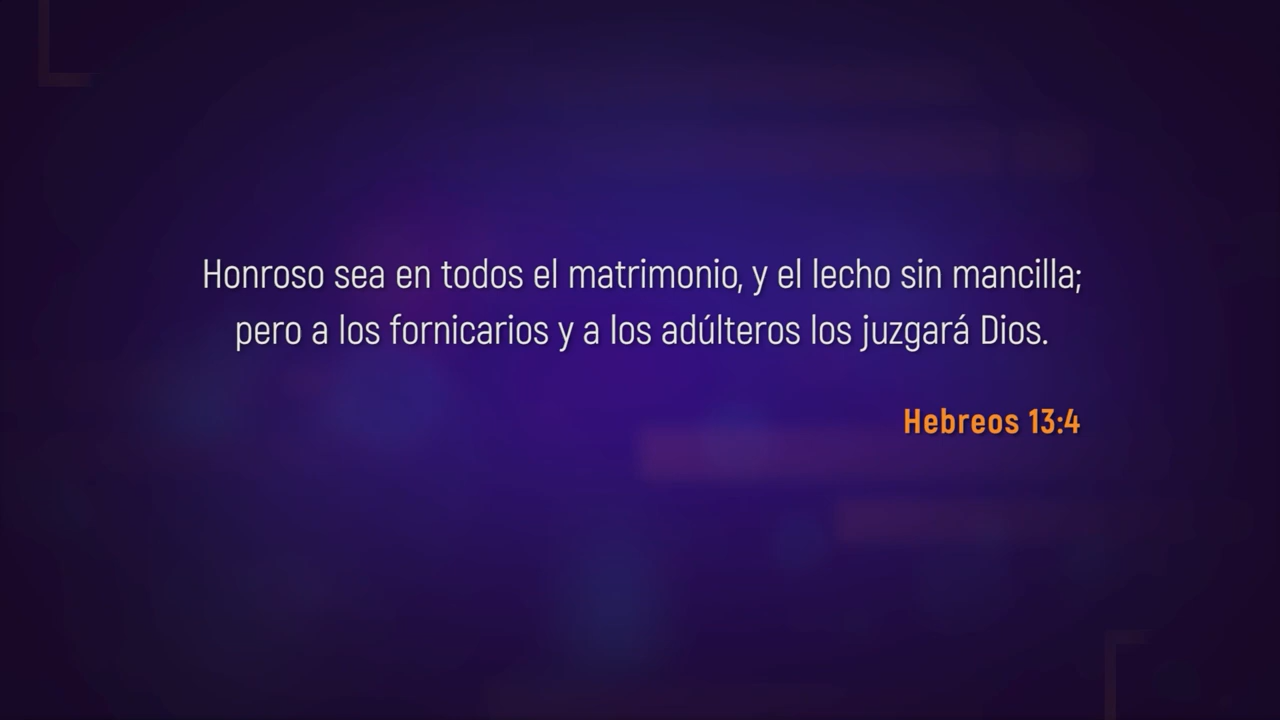 Honroso sea en todos el matrimonio, y el lecho sin mancilla;
pero a los fornicarios y a los adúlteros los juzgará Dios.
Hebreos 13:4